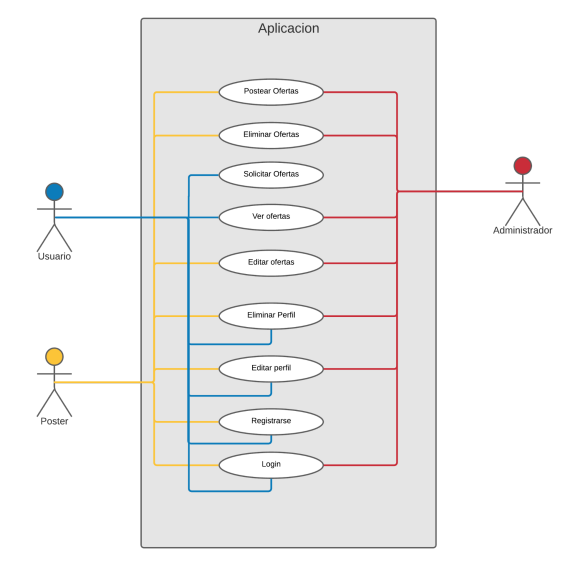 Aplicacion
Postear Ofertas
Eliminar Ofertas
Solicitar Ofertas
Ver ofertas
Usuario
Administrador
Editar ofertas
Eliminar Perfil
Editar perfil
Poster
Registrarse
Login